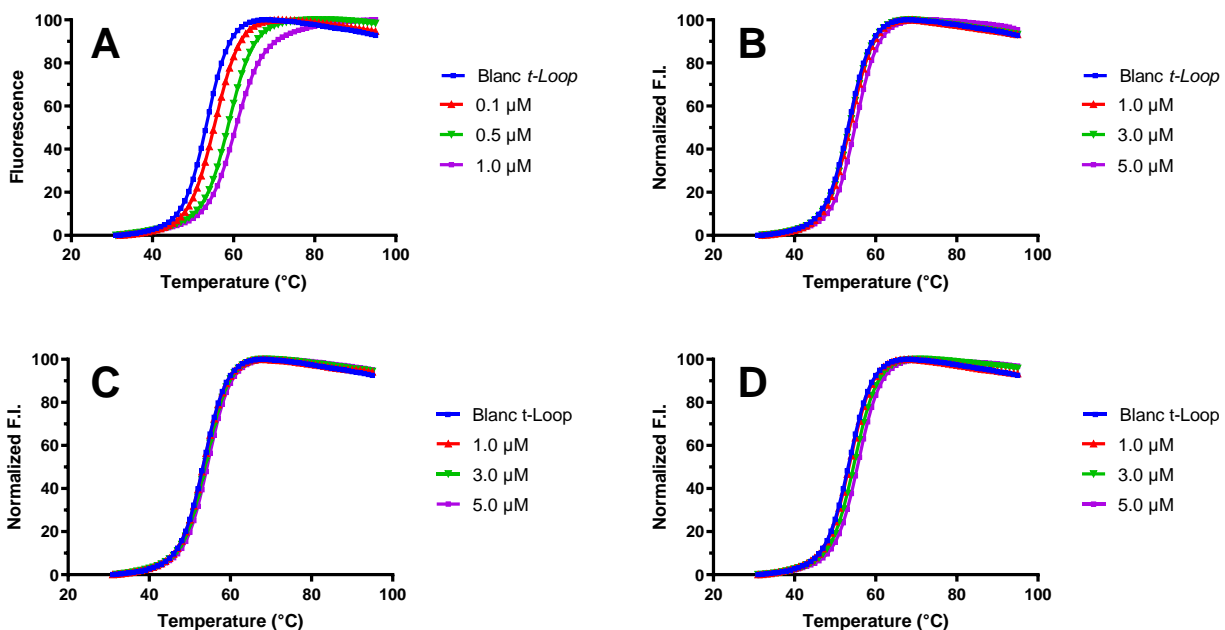 A
Fluorescence
100
80
60
40
20
0
20 40 60 80 100
Temperature (°C)
Blanc t-Loop
0.1 µM
0.5 µM
1.0 µM
B
Normalized F.I.
100
80
60
40
20
0
20 40 60 80 100
Temperature (°C)
Blanc t-Loop
1.0 µM
3.0 µM
5.0 µM
C
Normalized F.I.
100
80
60
40
20
0
20 40 60 80 100
Temperature (°C)
Blanc t-Loop
1.0 µM
3.0 µM
5.0 µM
D
Normalized F.I.
100
80
60
40
20
0
20 40 60 80 100
Temperature (°C)
Blanc t-Loop
1.0 µM
3.0 µM
5.0 µM